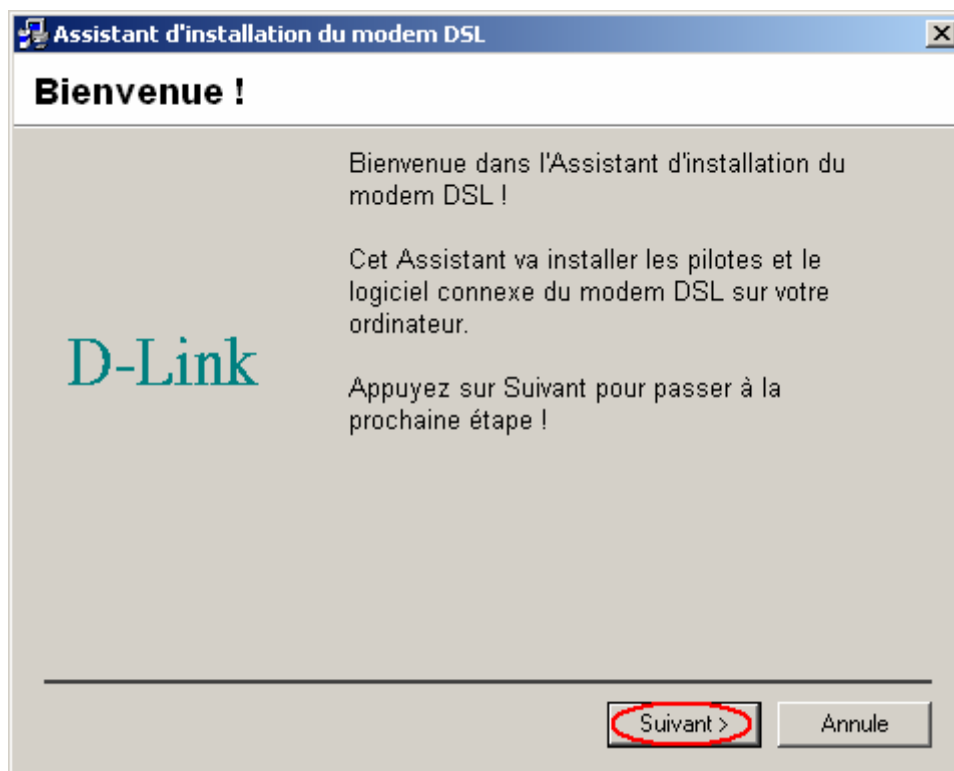 Assistant d'installation du modem DSL
Bienvenue !
Bienvenue dans l'Assistant d'installation du
modem DSL !
Cet Assistant va installer les pilotes et le
logiciel connexe du modem DSL sur votre
ordinateur.
D-Link
Appuyez sur Suivant pour passer à la
prochaine étape !
Suivant >
Annule